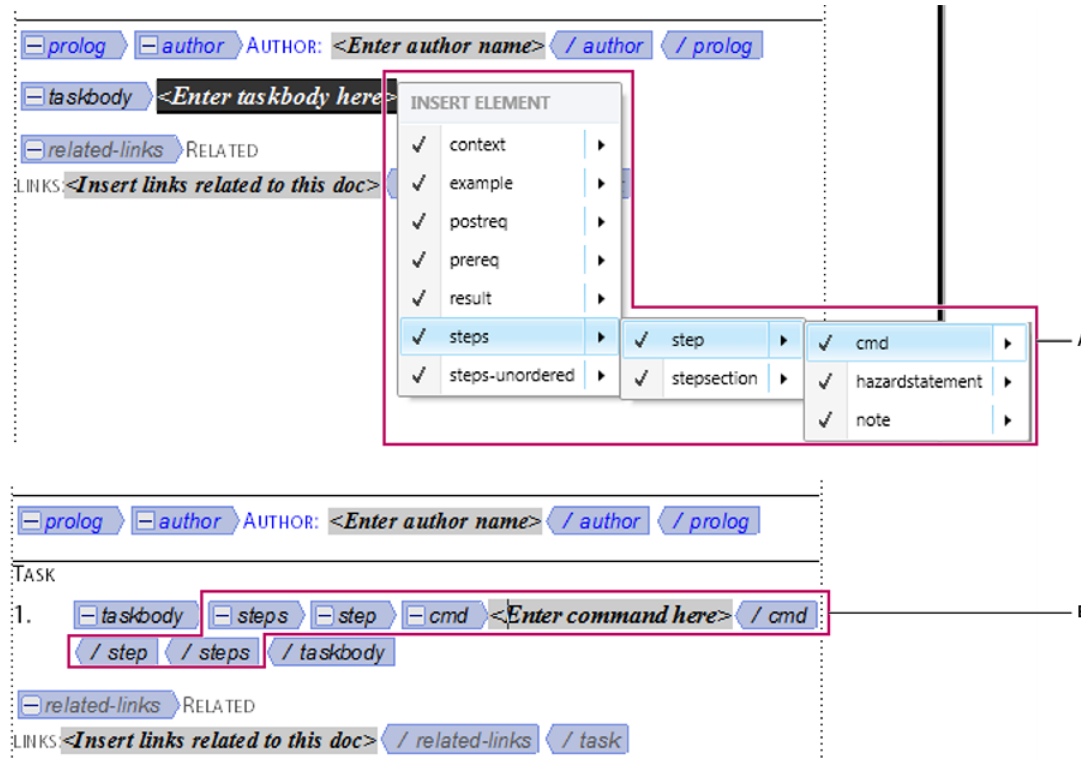 prolog author AUTHOR: <Enter author name> / author / prolog
taskbody <Enter taskbody here>
INSERT ELEMENT
related-links RELATED
LINKS:<Insert links related to this doc>
context
example
postreq
prereq
result
steps
steps-unordered
step
stepsection
cmd
hazardstatement
note
A
prolog author AUTHOR: <Enter author name> / author / prolog
TASK
1. taskbody steps step cmd <Enter command here> / cmd
B
/ step / steps / taskbody
related-links RELATED
LINKS:<Insert links related to this doc> / related-links / task